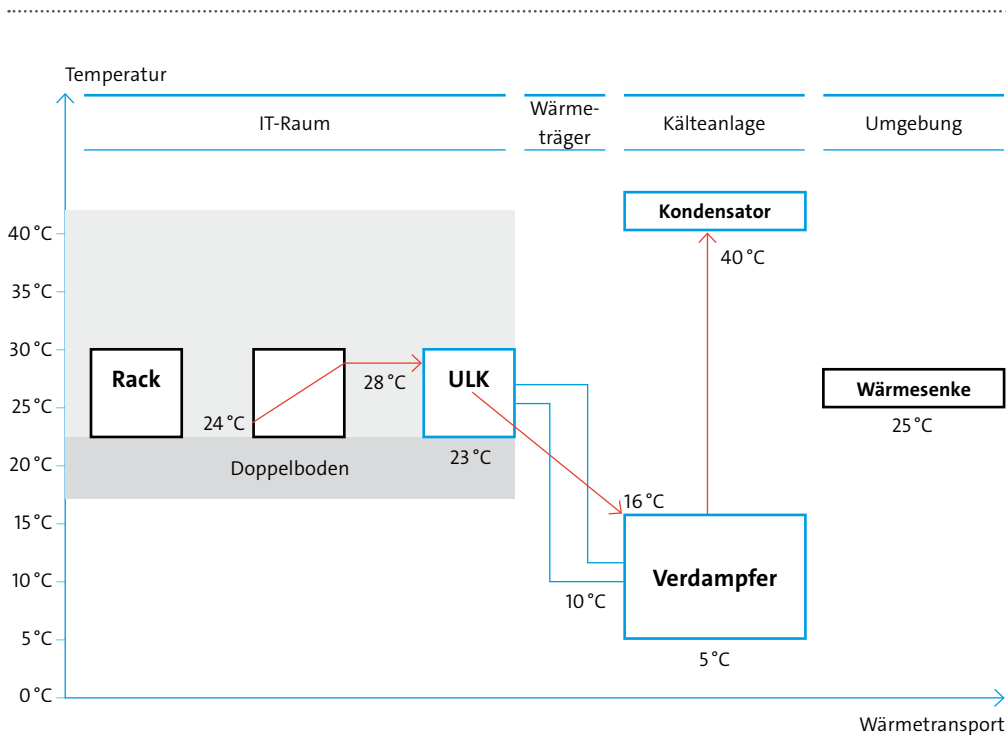 Temperatur
IT-Raum
Wärme-
träger
Kälteanlage
Umgebung
Kondensator
40 °C
40 °C
35 °C
30 °C
Rack
28 °C
ULK
Wärmesenke
25 °C
24 °C
25 °C
23 °C
Doppelboden
20 °C
16 °C
15 °C
Verdampfer
10 °C
10 °C
5 °C
5 °C
0 °C
Wärmetransport